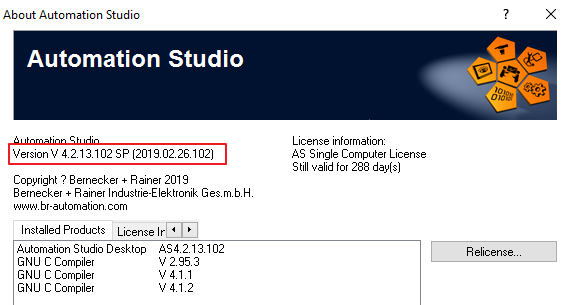 About Automation Studio
Automation Studio
Automation Studio
Version V 4.2.13.102 SP (2019.02.26.102)
Copyright ? Bernecker + Rainer 2019
Bernecker + Rainer Industrie-Elektronik Ges.m.b.H.
www.br-automation.com
License information:
AS Single Computer License
Still valid for 288 day(s)
Installed Products
License Ir
Automation Studio Desktop AS4.2.13.102
GNU C Compiler V 2.95.3
GNU C Compiler V 4.1.1
GNU C Compiler V 4.1.2
Relicense...
10101
01010